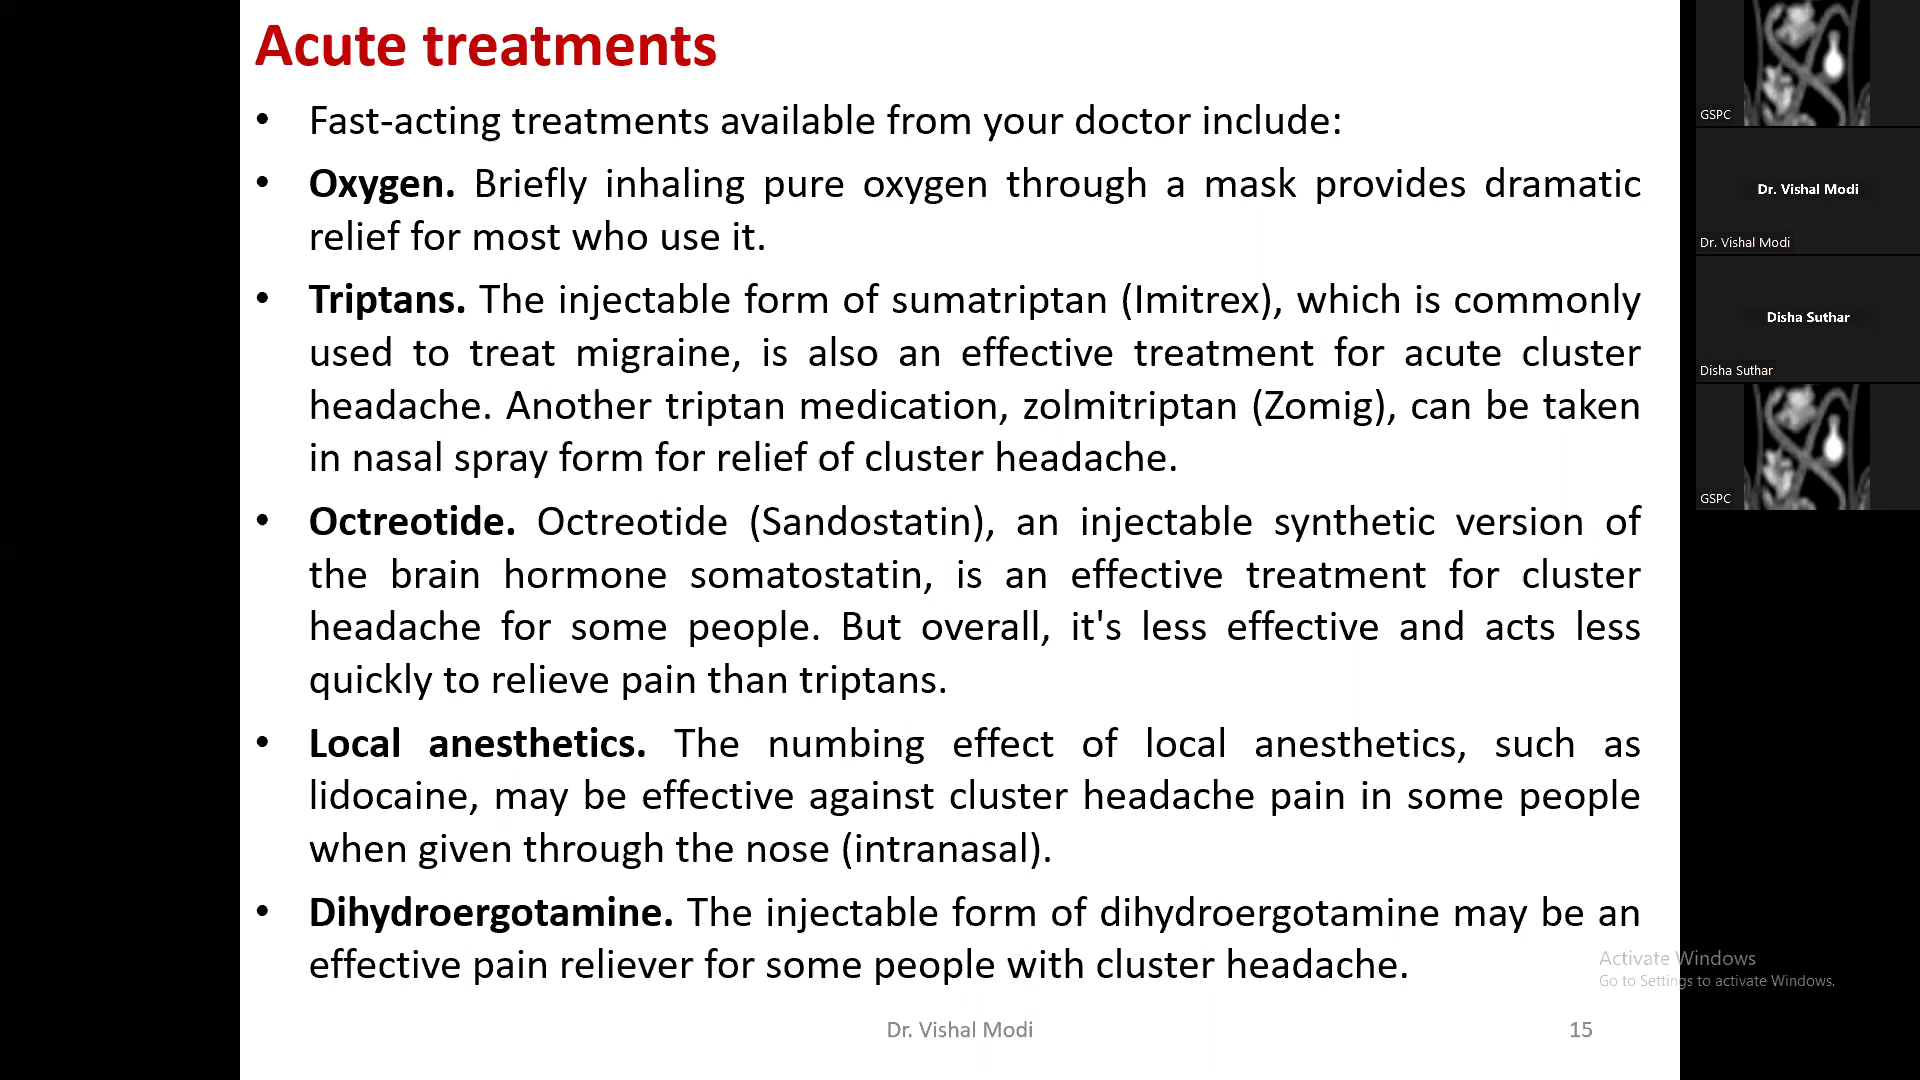 Acute treatments
• Fast-acting treatments available from your doctor include:
• Oxygen. Briefly inhaling pure oxygen through a mask provides dramatic
relief for most who use it.
• Triptans. The injectable form of sumatriptan (Imitrex), which is commonly
used to treat migraine, is also an effective treatment for acute cluster
headache. Another triptan medication, zolmitriptan (Zomig), can be taken
in nasal spray form for relief of cluster headache.
• Octreotide. Octreotide (Sandostatin), an injectable synthetic version of
the brain hormone somatostatin, is an effective treatment for cluster
headache for some people. But overall, it's less effective and acts less
quickly to relieve pain than triptans.
• Local anesthetics. The numbing effect of local anesthetics, such as
lidocaine, may be effective against cluster headache pain in some people
when given through the nose (intranasal).
• Dihydroergotamine. The injectable form of dihydroergotamine may be an
effective pain reliever for some people with cluster headache.
Dr. Vishal Modi
15
GSPC
Dr. Vishal Modi
Dr. Vishal Modi
Disha Suthar
Disha Suthar
GSPC
Activate Windows
Go to Settings to activate Windows.